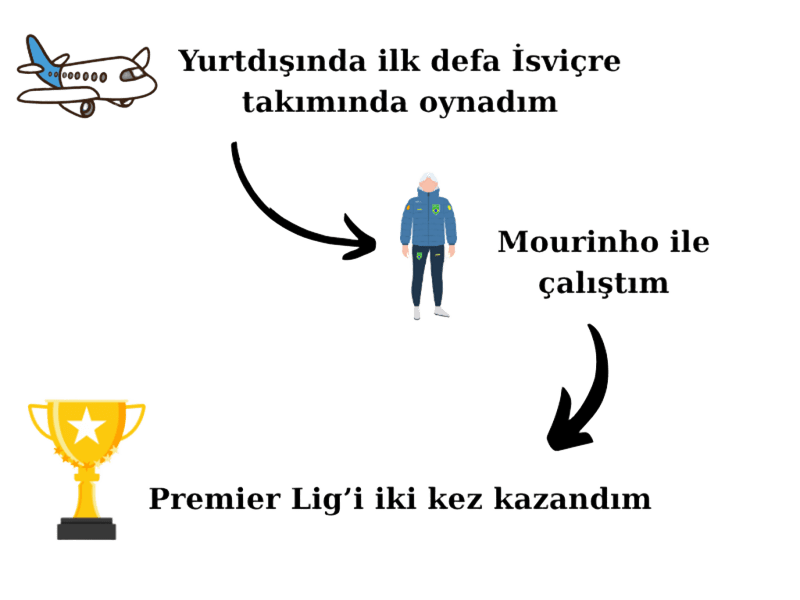 Yurtdışında ilk defa İsviçre
takımında oynadım
Mourinho ile
çalıştım
Premier Lig’i iki kez kazandım